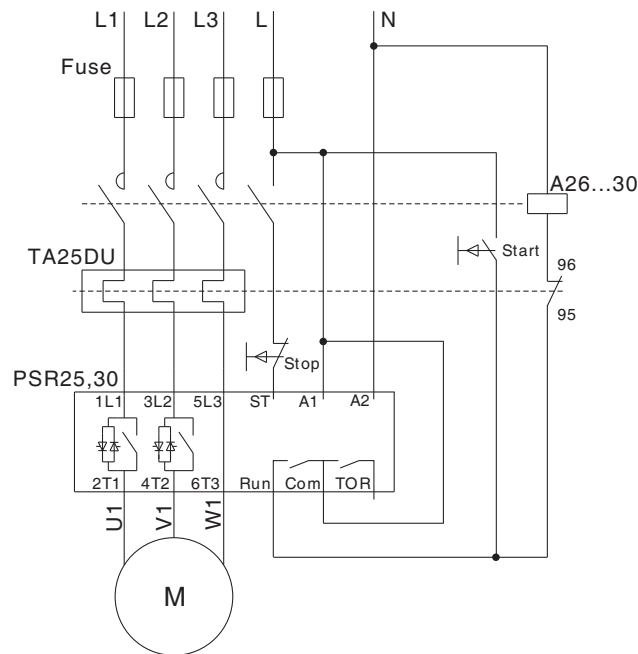 L1 L2 L3 L N
Fuse
A26...30
Start
TA25DU
96
95
Stop
PSR25,30
1L1 3L2 5L3 ST A1 A2
2T1 4T2 6T3 Run Com TOR
U1 V1 W1
M